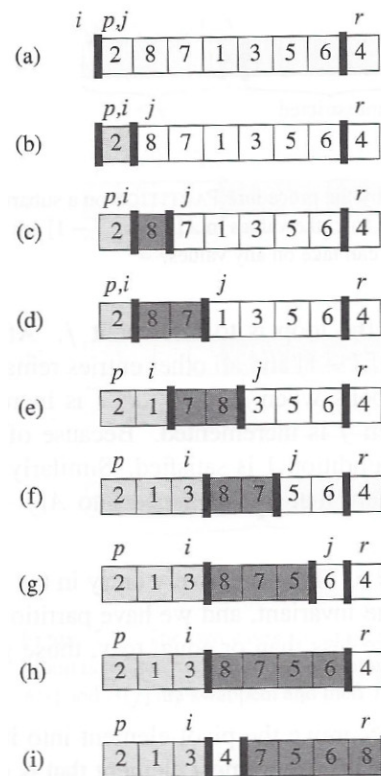 i p,j r
(a) 2 8 7 1 3 5 6 4
p,i j r
(b) 2 8 7 1 3 5 6 4
p,i j r
(c) 2 8 7 1 3 5 6 4
p,i j r
(d) 2 8 7 1 3 5 6 4
p i j r
(e) 2 1 7 8 3 5 6 4
p i j r
(f) 2 1 3 8 7 5 6 4
p i j r
(g) 2 1 3 8 7 5 6 4
p i r
(h) 2 1 3 8 7 5 6 4
p i r
(i) 2 1 3 4 7 5 6 8